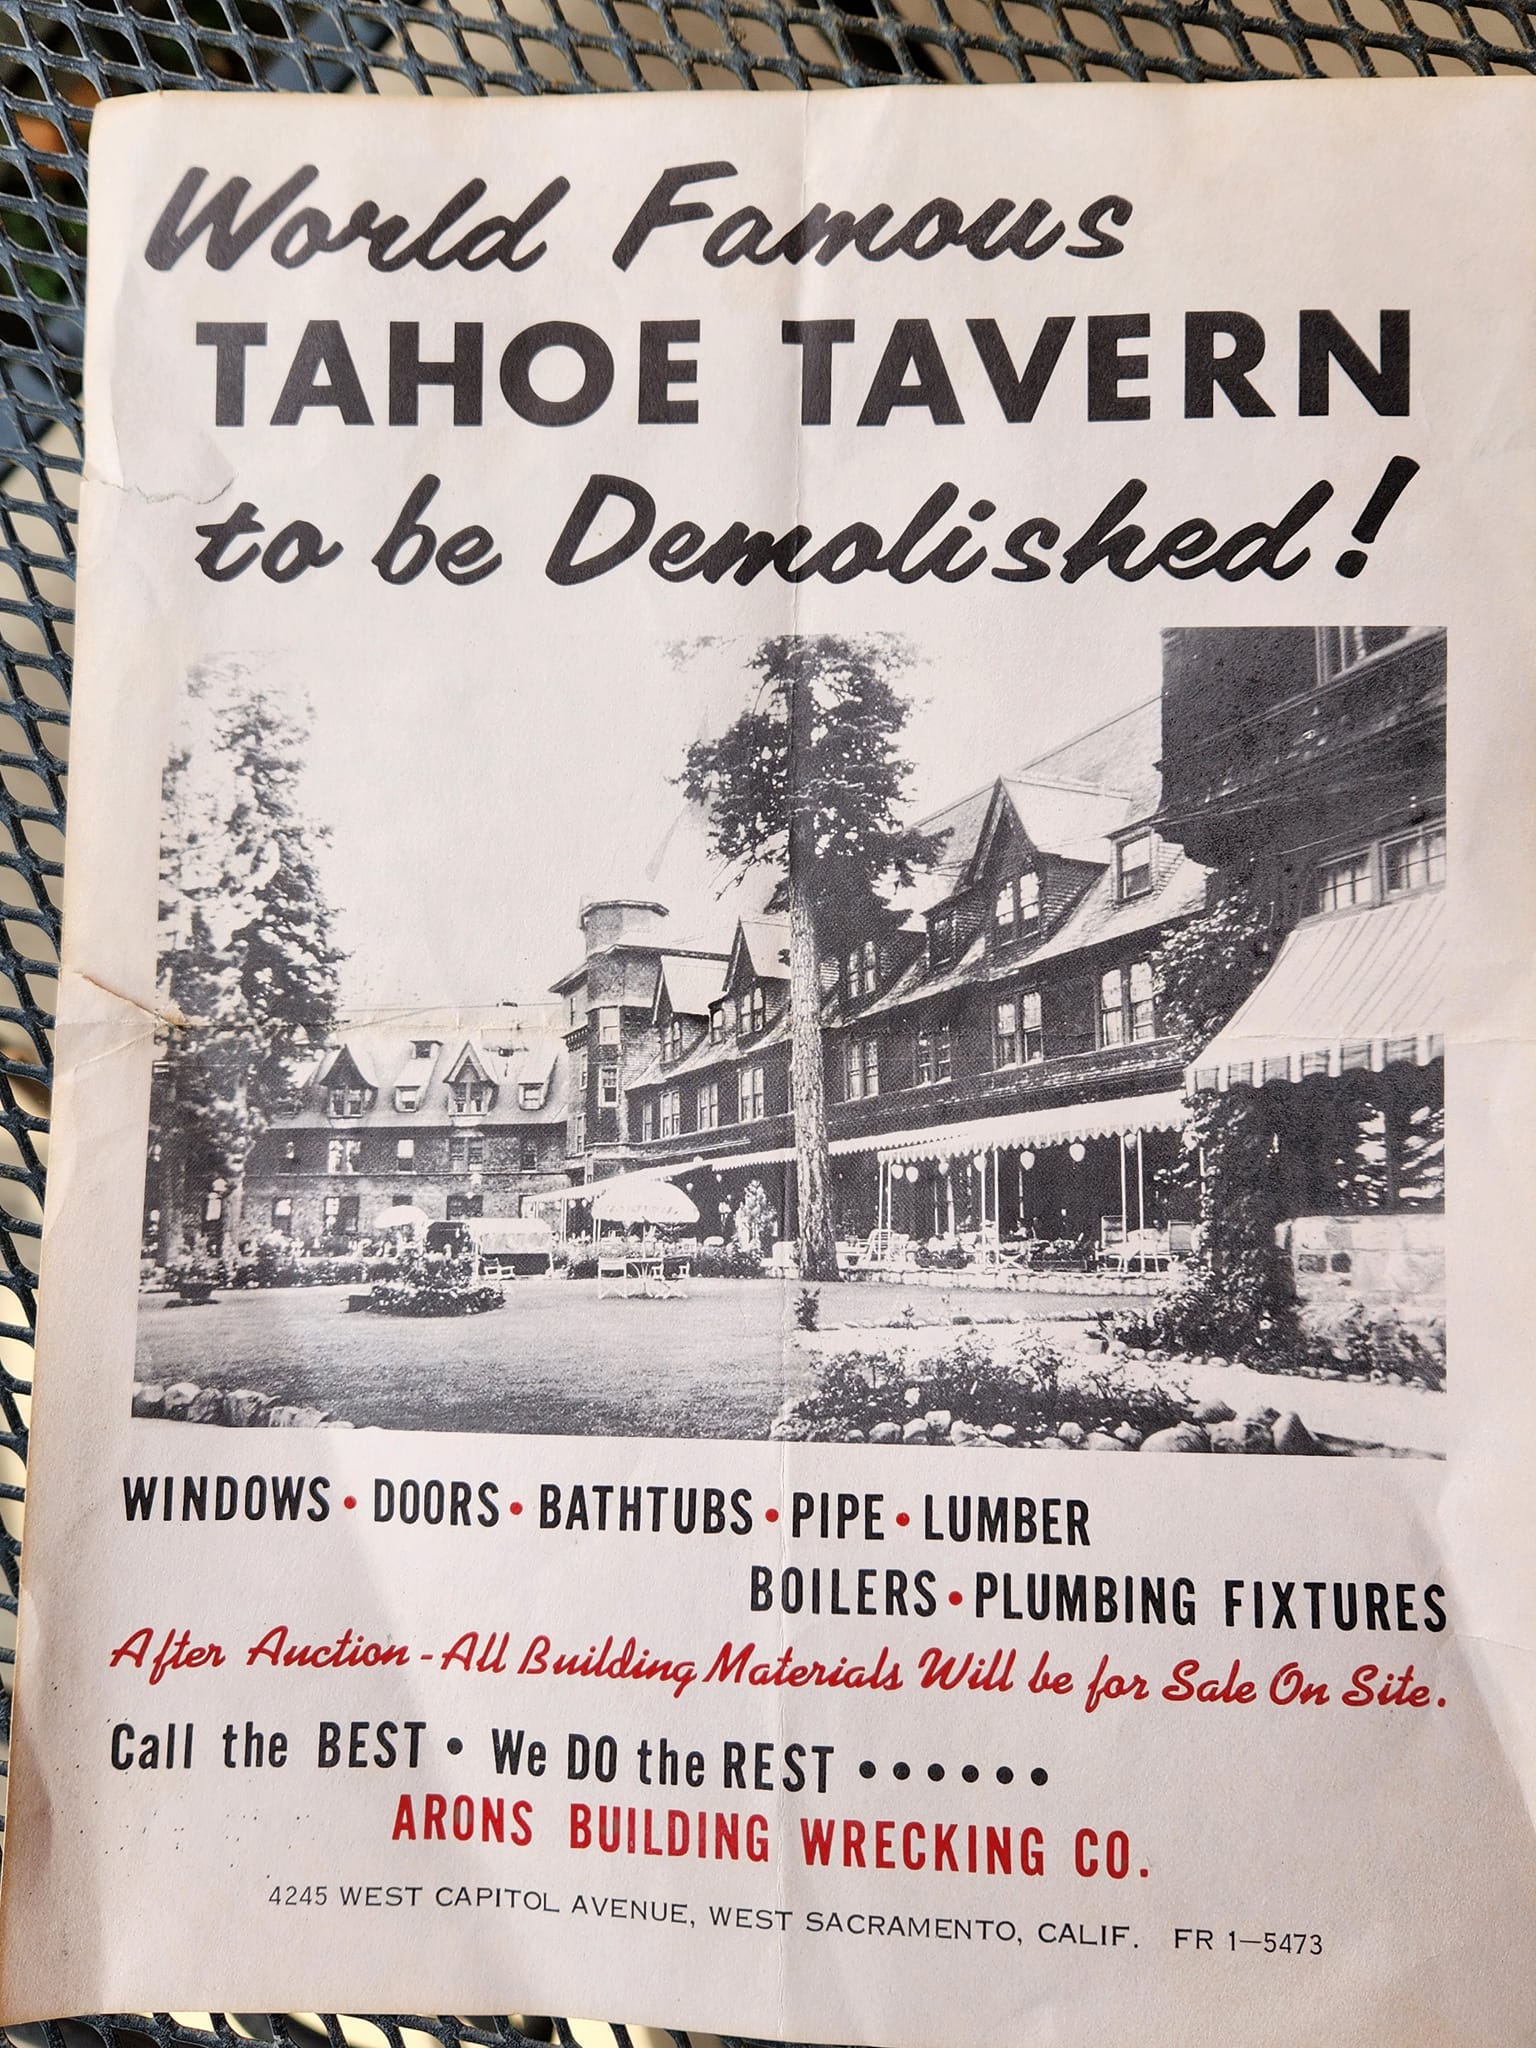 World Famous
TAHOE TAVERN
to be Demolished!
WINDOWS • DOORS • BATHTUBS • PIPE • LUMBER
BOILERS • PLUMBING FIXTURES
After Auction - All Building Materials Will be for Sale On Site.
Call the BEST • We DO the REST ••••••
ARONS BUILDING WRECKING CO.
4245 WEST CAPITOL AVENUE, WEST SACRAMENTO, CALIF. FR 1—5473